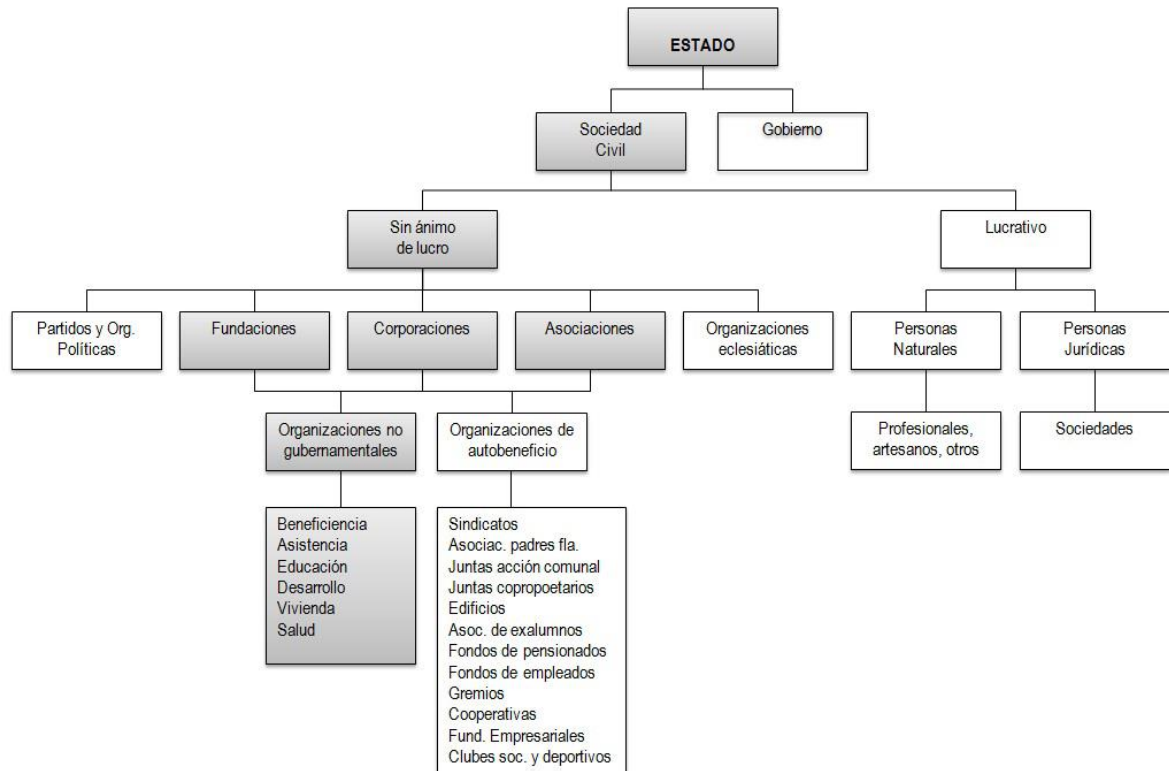 ESTADO
Sociedad
Civil
Gobierno
Sin ánimo
de lucro
Lucrativo
Partidos y Org.
Políticas
Fundaciones
Corporaciones
Asociaciones
Organizaciones
eclesiáticas
Personas
Naturales
Personas
Jurídicas
Organizaciones no
gubernamentales
Organizaciones de
autobeneficio
Profesionales,
artesanos, otros
Sociedades
Beneficiencia
Asistencia
Educación
Desarrollo
Vivienda
Salud
Sindicatos
Asociac. padres fla.
Juntas acción comunal
Juntas copropoetarios
Edificios
Asoc. de exalumnos
Fondos de pensionados
Fondos de empleados
Gremios
Cooperativas
Fund. Empresariales
Clubes soc. y deportivos